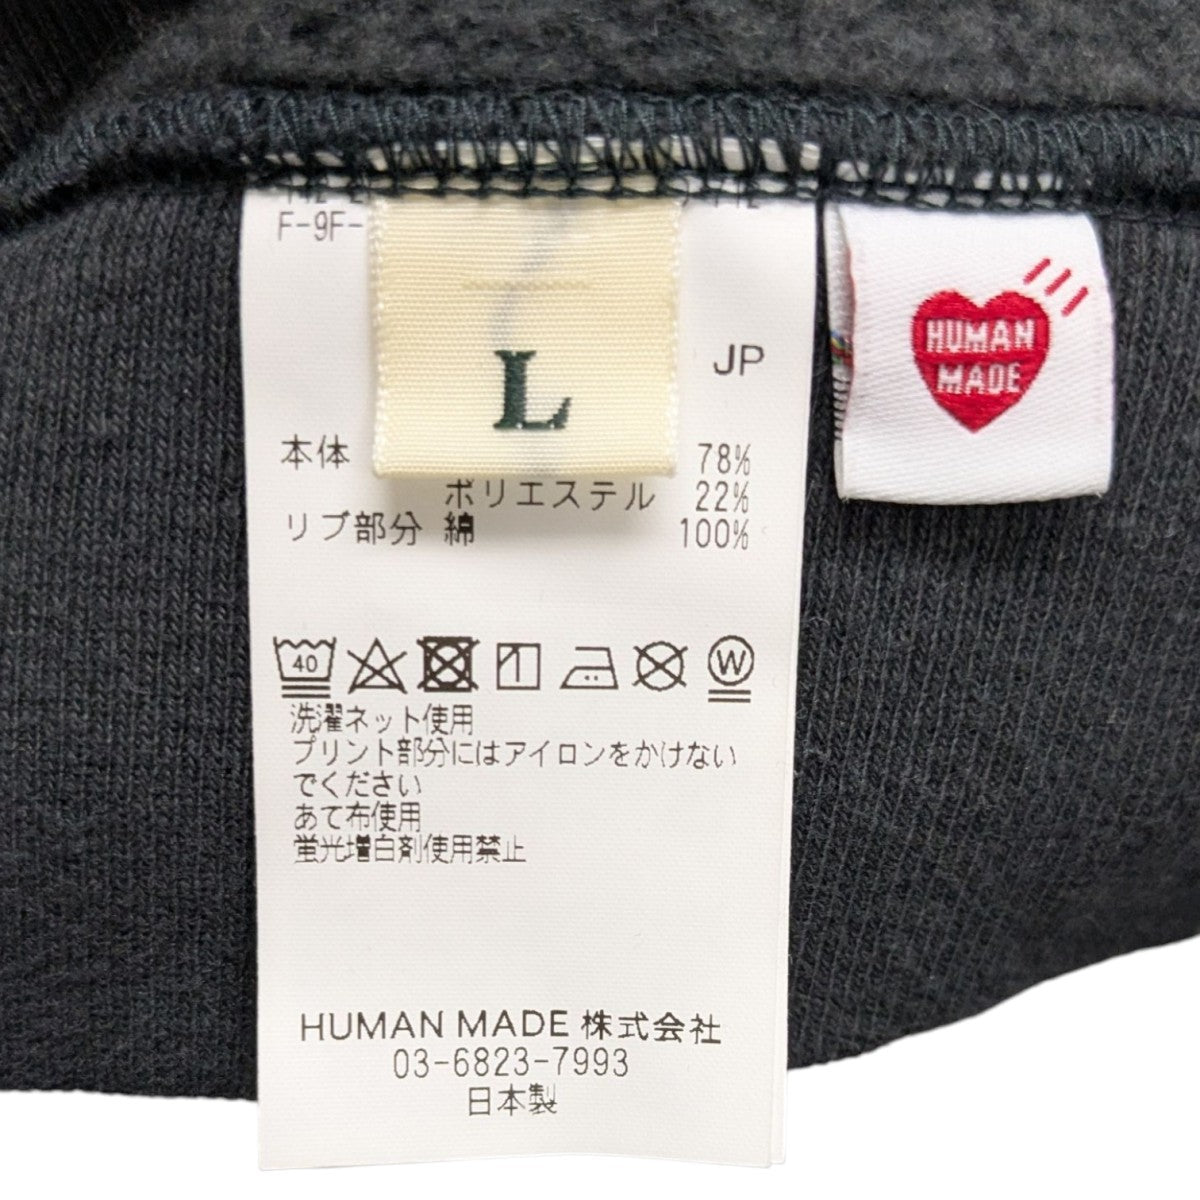 F-9F-
L
JP
本体 78%
ポリエステル 22%
リブ部分 綿 100%
40
W
洗濯ネット使用
プリント部分にはアイロンをかけない
でください
あて布使用
蛍光増白剤使用禁止
HUMAN MADE 株式会社
03-6823-7993
日本製
HUMAN
MADE